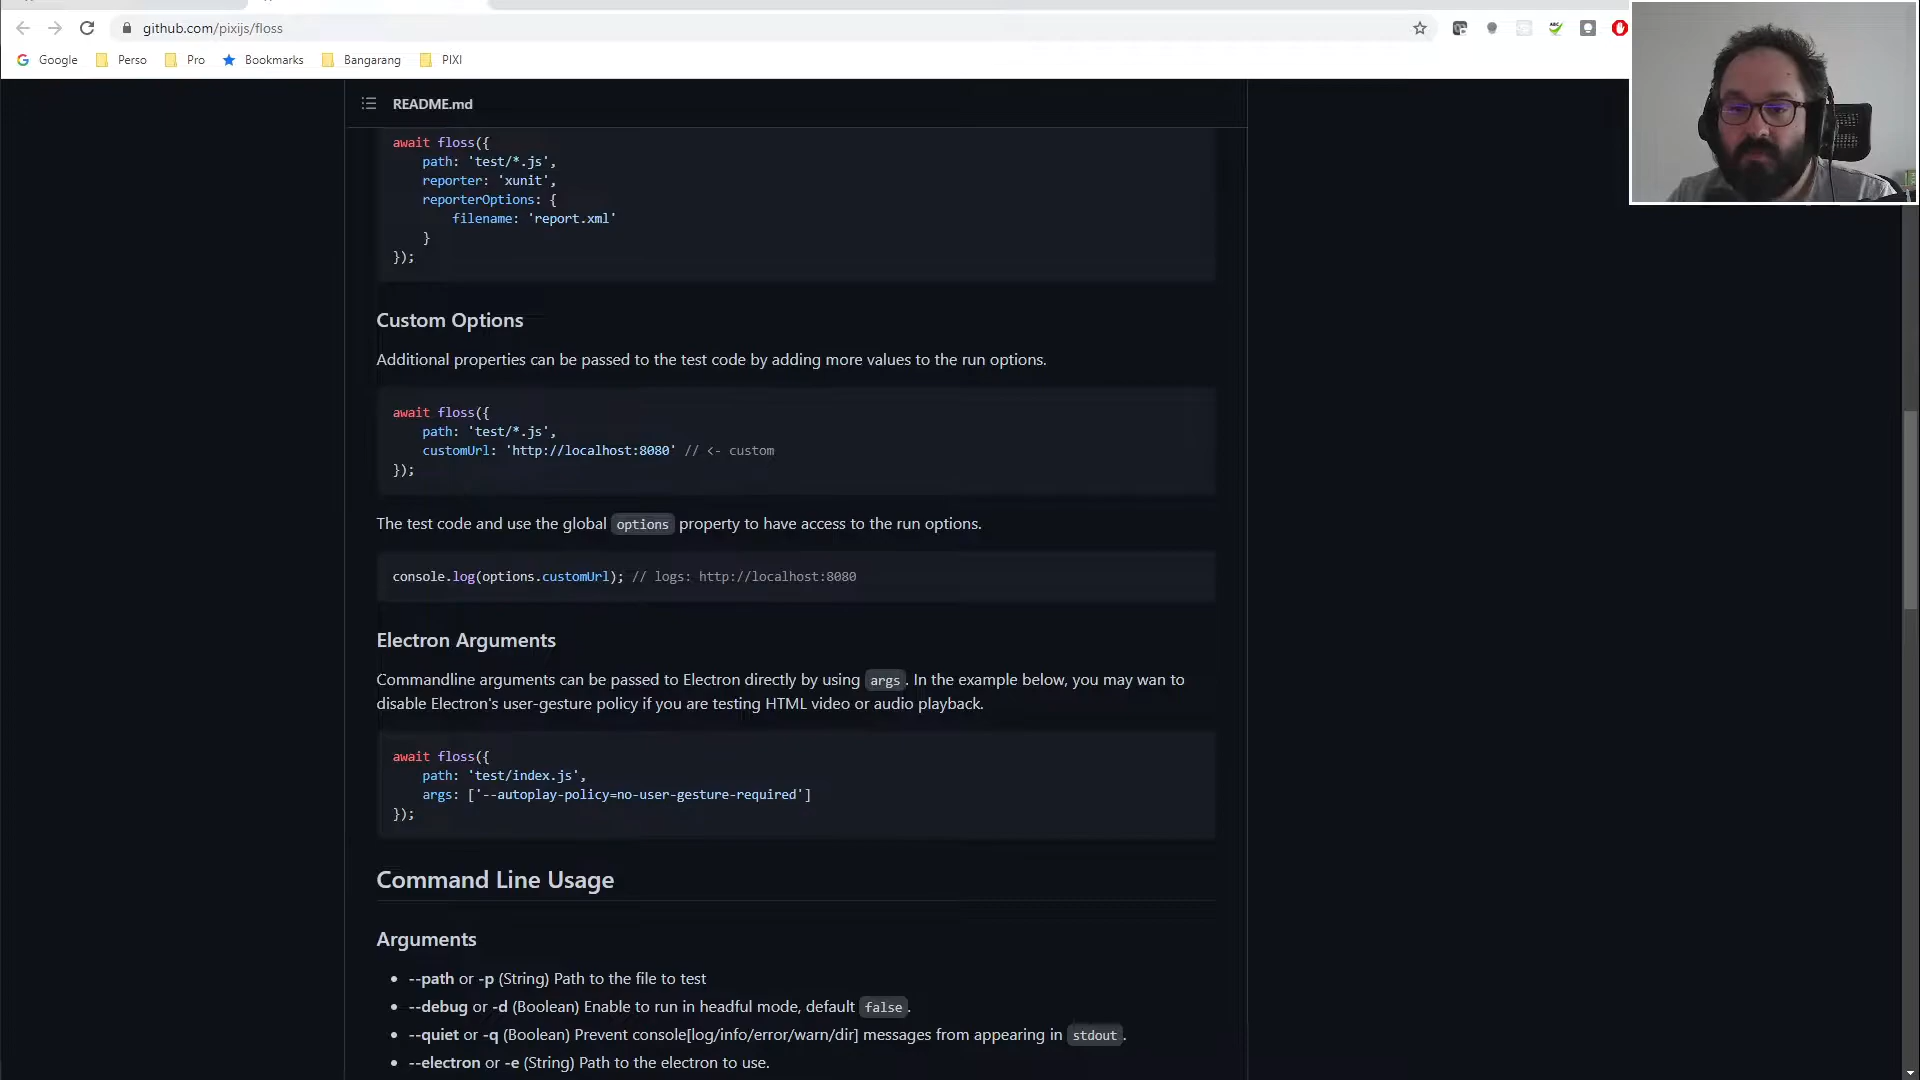 github.com/pixijs/floss
ABC
Google
Perso
Pro
Bookmarks
Bangarang
PIXI
README.md
await floss({
    path: 'test/*.js',
    reporter: 'xunit',
    reporterOptions: {
        filename: 'report.xml'
    }
});
Custom Options
Additional properties can be passed to the test code by adding more values to the run options.
await floss({
    path: 'test/*.js',
    customUrl: 'http://localhost:8080' // <- custom
});
The test code and use the global options property to have access to the run options.
console.log(options.customUrl); // logs: http://localhost:8080
Electron Arguments
Commandline arguments can be passed to Electron directly by using args. In the example below, you may wan to
disable Electron's user-gesture policy if you are testing HTML video or audio playback.
await floss({
    path: 'test/index.js',
    args: ['--autoplay-policy=no-user-gesture-required']
});
Command Line Usage
Arguments
• --path or -p (String) Path to the file to test
• --debug or -d (Boolean) Enable to run in headful mode, default false.
• --quiet or -q (Boolean) Prevent console[log/info/error/warn/dir] messages from appearing in stdout.
• --electron or -e (String) Path to the electron to use.